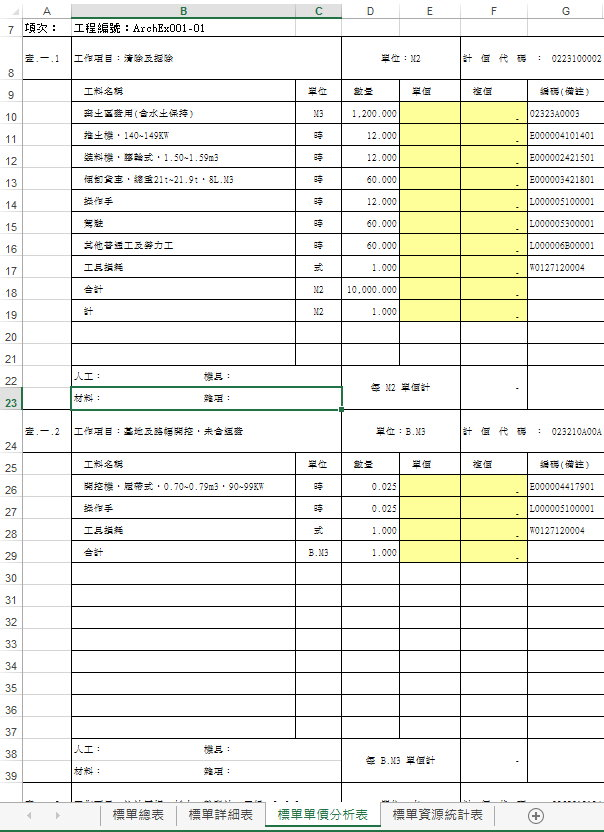 A B C D E F G
7 項次： 工程編號：ArchEx001-01
8 壹.一.1 工作項目：清除及掘除 單位：M2 計 價 代 碼 ： 0223100002
9 工料名稱 單位 數量 單價 複價 編碼(備註)
10 棄土區費用(含水土保持) M3 1,200.000 - 02323A0003
11 推土機，140~149KW 時 12.000 - E000004101401
12 裝料機，膠輪式，1.50~1.59m3 時 12.000 - E000002421501
13 傾卸貨車，總重21t~21.9t，8L.M3 時 60.000 - E000003421801
14 操作手 時 12.000 - L000005100001
15 駕駛 時 60.000 - L000005300001
16 其他普通工及勞力工 時 60.000 - L000006B00001
17 工具損耗 式 1.000 - W0127120004
18 合計 M2 10,000.000 -
19 計 M2 1.000 -
20
21
22 人工： 機具： 每 M2 單價計 -
23 材料： 雜項：
24 壹.一.2 工作項目：基地及路幅開挖，未含運費 單位：B.M3 計 價 代 碼 ： 023210A00A
25 工料名稱 單位 數量 單價 複價 編碼(備註)
26 開挖機，履帶式，0.70~0.79m3，90~99KW 時 0.025 - E000004417901
27 操作手 時 0.025 - L000005100001
28 工具損耗 式 1.000 - W0127120004
29 合計 B.M3 1.000 -
30
31
32
33
34
35
36
37
38 人工： 機具： 每 B.M3 單價計 -
39 材料： 雜項：
標單總表 標單詳細表 標單單價分析表 標單資源統計表